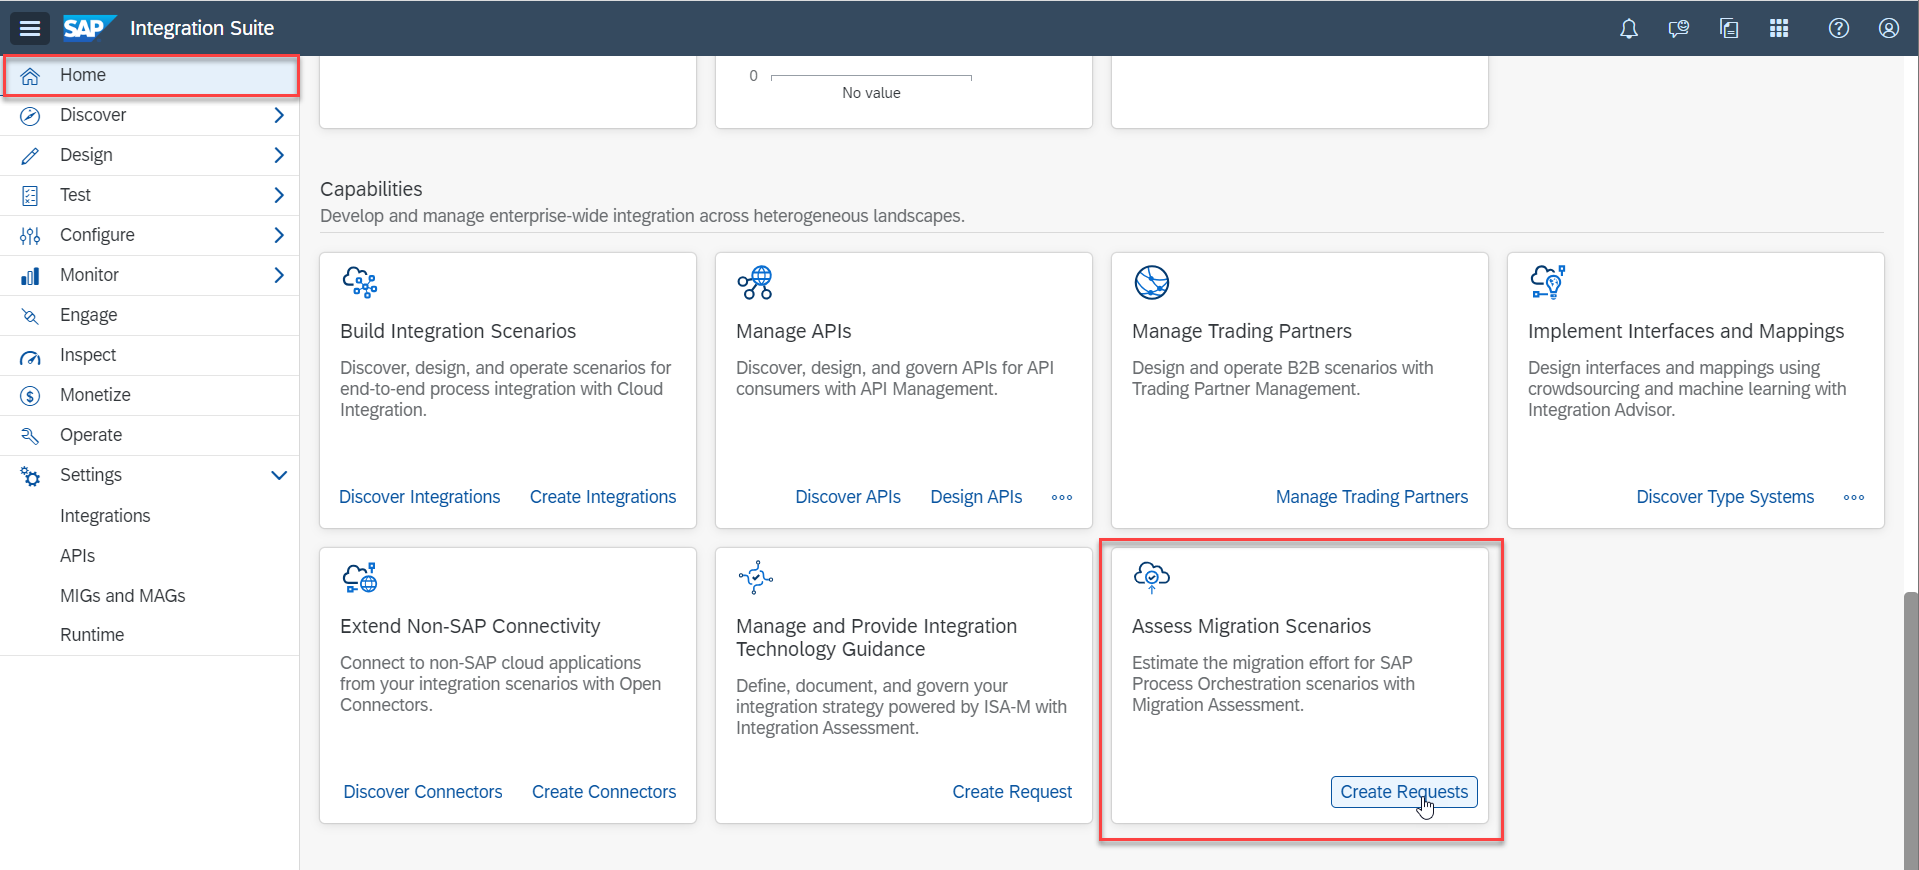 SAP Integration Suite
Home
Discover
Design
Test
Configure
Monitor
Engage
Inspect
Monetize
Operate
Settings
Integrations
APIs
MIGs and MAGs
Runtime
0
No value
Capabilities
Develop and manage enterprise-wide integration across heterogeneous landscapes.
Build Integration Scenarios
Discover, design, and operate scenarios for
end-to-end process integration with Cloud
Integration.
Discover Integrations Create Integrations
Manage APIs
Discover, design, and govern APIs for API
consumers with API Management.
Discover APIs Design APIs
Manage Trading Partners
Design and operate B2B scenarios with
Trading Partner Management.
Manage Trading Partners
Implement Interfaces and Mappings
Design interfaces and mappings using
crowdsourcing and machine learning with
Integration Advisor.
Discover Type Systems
Extend Non-SAP Connectivity
Connect to non-SAP cloud applications
from your integration scenarios with Open
Connectors.
Discover Connectors Create Connectors
Manage and Provide Integration
Technology Guidance
Define, document, and govern your
integration strategy powered by ISA-M with
Integration Assessment.
Create Request
Assess Migration Scenarios
Estimate the migration effort for SAP
Process Orchestration scenarios with
Migration Assessment.
Create Requests